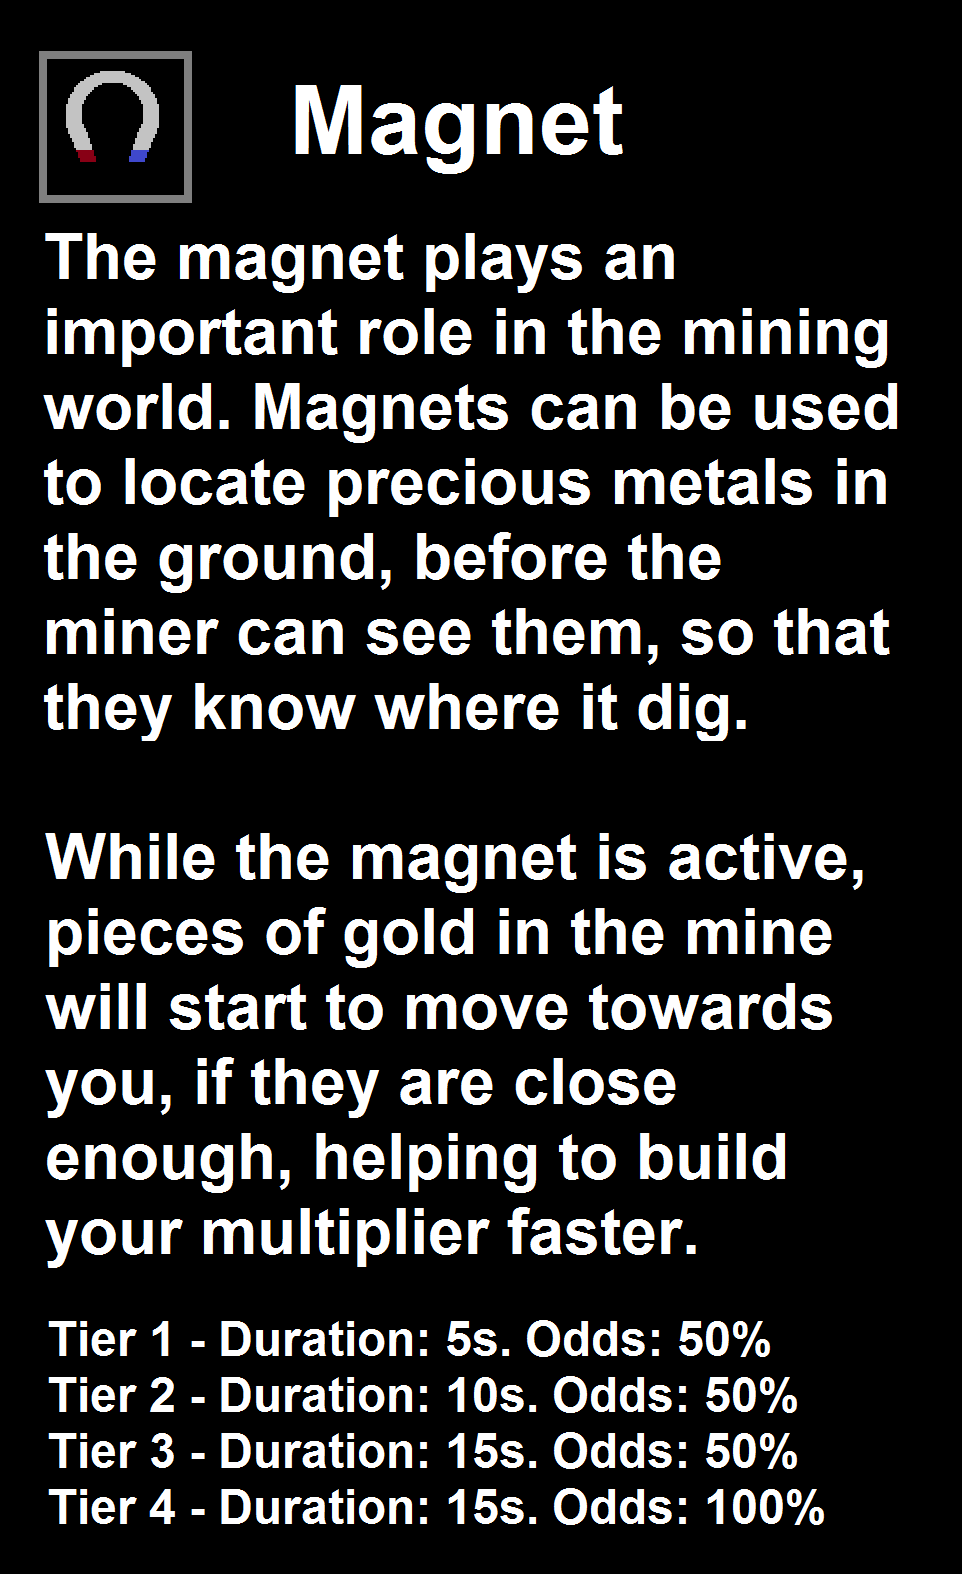 Magnet
The magnet plays an
important role in the mining
world. Magnets can be used
to locate precious metals in
the ground, before the
miner can see them, so that
they know where it dig.
While the magnet is active,
pieces of gold in the mine
will start to move towards
you, if they are close
enough, helping to build
your multiplier faster.
Tier 1 - Duration: 5s. Odds: 50%
Tier 2 - Duration: 10s. Odds: 50%
Tier 3 - Duration: 15s. Odds: 50%
Tier 4 - Duration: 15s. Odds: 100%